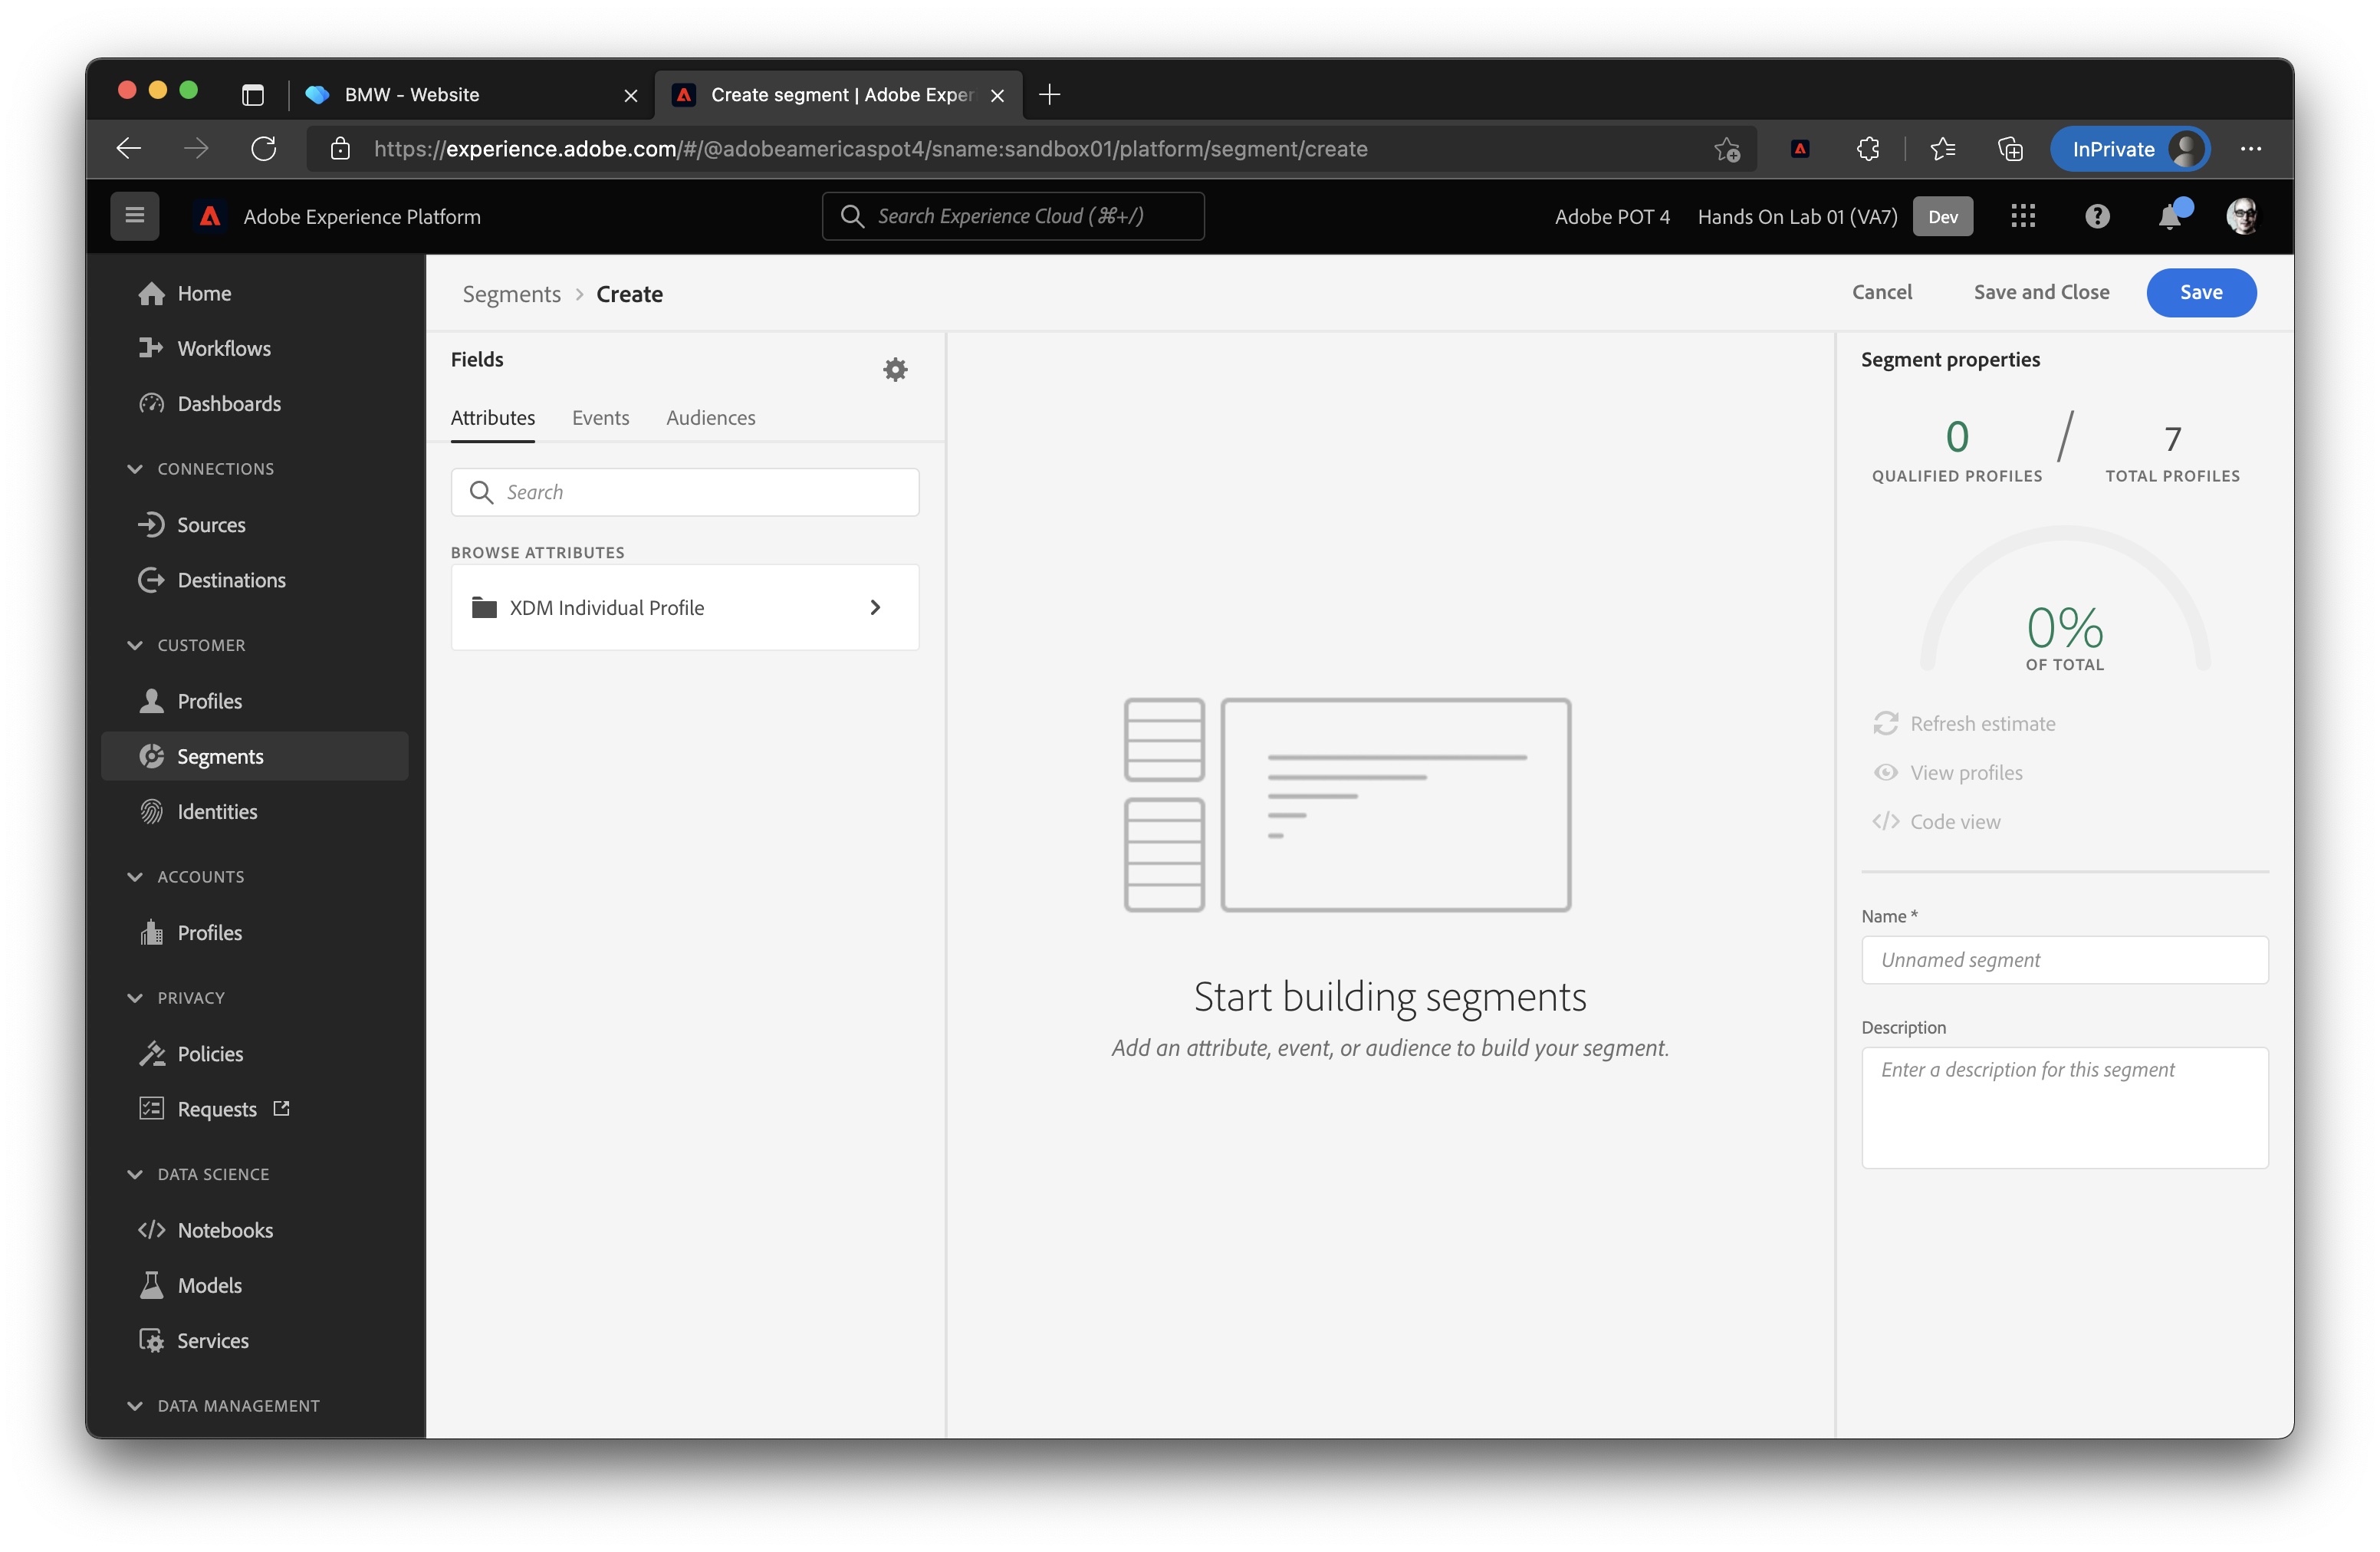 BMW - Website
Create segment | Adobe Exper
https://experience.adobe.com/#/@adobeamericaspot4/sname:sandbox01/platform/segment/create
InPrivate
Adobe Experience Platform
Search Experience Cloud (⌘+/)
Adobe POT 4
Hands On Lab 01 (VA7)
Dev
Home
Workflows
Dashboards
CONNECTIONS
Sources
Destinations
CUSTOMER
Profiles
Segments
Identities
ACCOUNTS
Profiles
PRIVACY
Policies
Requests
DATA SCIENCE
Notebooks
Models
Services
DATA MANAGEMENT
Segments > Create
Cancel
Save and Close
Save
Fields
Attributes
Events
Audiences
Search
BROWSE ATTRIBUTES
XDM Individual Profile
Start building segments
Add an attribute, event, or audience to build your segment.
Segment properties
0 / 7
QUALIFIED PROFILES
TOTAL PROFILES
0%
OF TOTAL
Refresh estimate
View profiles
Code view
Name *
Unnamed segment
Description
Enter a description for this segment